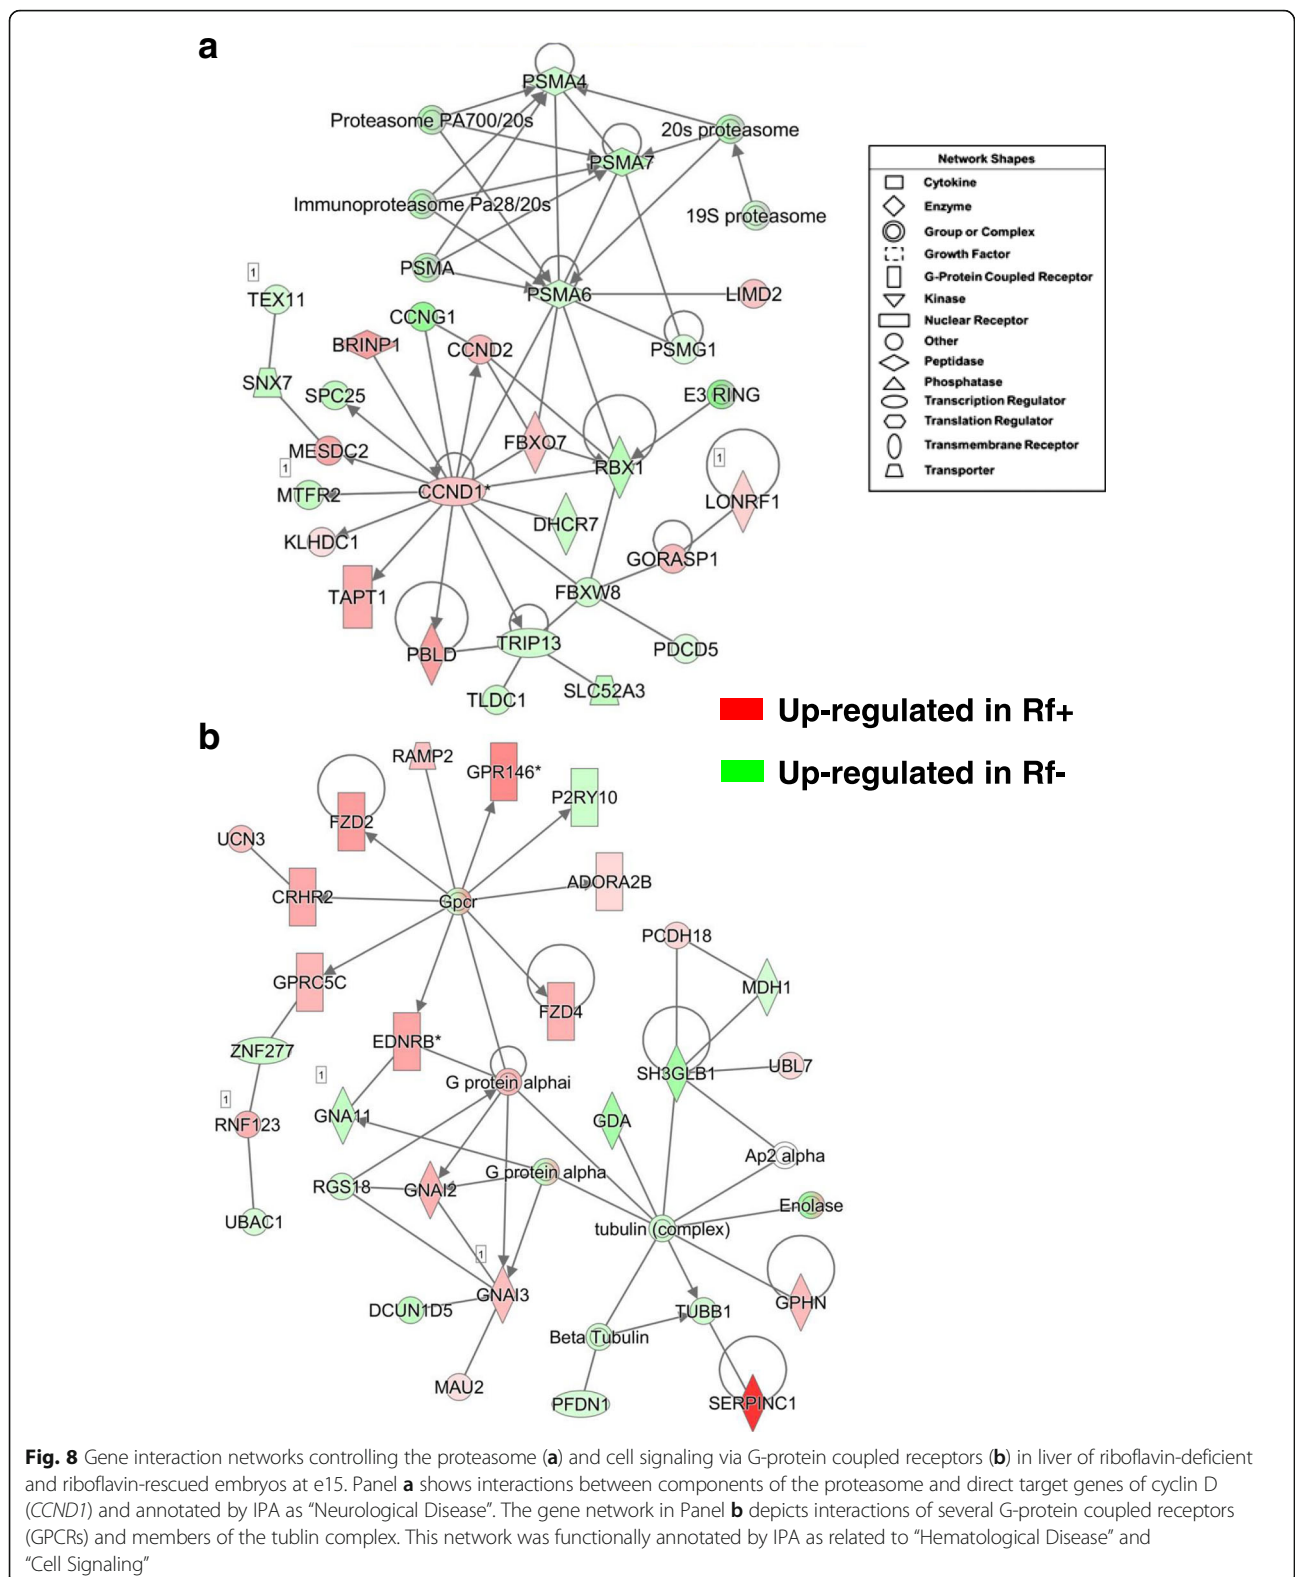 a
PSMA4
Proteasome PA700/20s
20s proteasome
PSMA7
Immunoproteasome Pa28/20s
19S proteasome
PSMA
1
TEX11
PSMA6
LIMD2
CCNG1
BRINP1
CCND2
PSMG1
SNX7
SPC25
E3 RING
MESDC2
FBXO7
RBX1
1
1
MTFR2
CCND1*
LONRF1
DHCR7
KLHDC1
GORASP1
TAPT1
FBXW8
PBLD
TRIP13
PDCD5
TLDC1
SLC52A3
Network Shapes
Cytokine
Enzyme
Group or Complex
Growth Factor
G-Protein Coupled Receptor
Kinase
Nuclear Receptor
Other
Peptidase
Phosphatase
Transcription Regulator
Translation Regulator
Transmembrane Receptor
Transporter
Up-regulated in Rf+
Up-regulated in Rf-
b
RAMP2
GPR146*
P2RY10
FZD2
UCN3
CRHR2
ADORA2B
Gpcr
PCDH18
GPRC5C
MDH1
FZD4
EDNRB*
ZNF277
SH3GLB1
UBL7
1
G protein alphai
1
RNF123
GNA11
GDA
Ap2 alpha
G protein alpha
RGS18
GNAI2
Enolase
UBAC1
tubulin (complex)
1
GNAI3
DCUN1D5
TUBB1
GPHN
Beta Tubulin
MAU2
PFDN1
SERPINC1
Fig. 8 Gene interaction networks controlling the proteasome (a) and cell signaling via G-protein coupled receptors (b) in liver of riboflavin-deficient
and riboflavin-rescued embryos at e15. Panel a shows interactions between components of the proteasome and direct target genes of cyclin D
(CCND1) and annotated by IPA as “Neurological Disease”. The gene network in Panel b depicts interactions of several G-protein coupled receptors
(GPCRs) and members of the tublin complex. This network was functionally annotated by IPA as related to “Hematological Disease” and
“Cell Signaling”